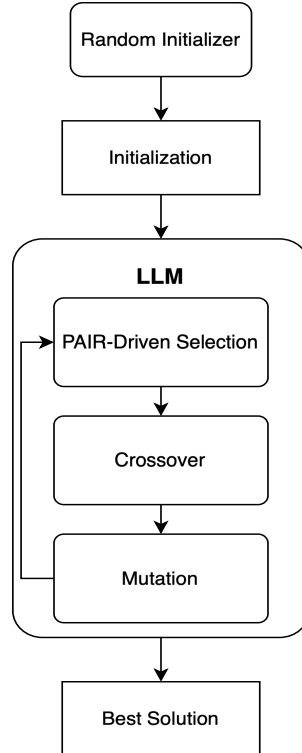 Random Initializer
Initialization
LLM
PAIR-Driven Selection
Crossover
Mutation
Best Solution